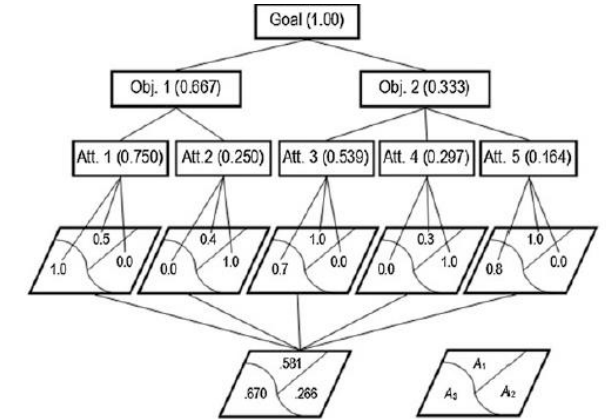 Goal (1.00)
Obj. 1 (0.667) Obj. 2 (0.333)
Att. 1 (0.750) Att.2 (0.250) Att. 3 (0.539) Att. 4 (0.297) Att. 5 (0.164)
0.5 0.4 1.0 0.3 1.0
1.0 0.0 0.0 1.0 0.7 0.0 0.0 1.0 0.8 0.0
.581 A1
.670 .266 A3 A2